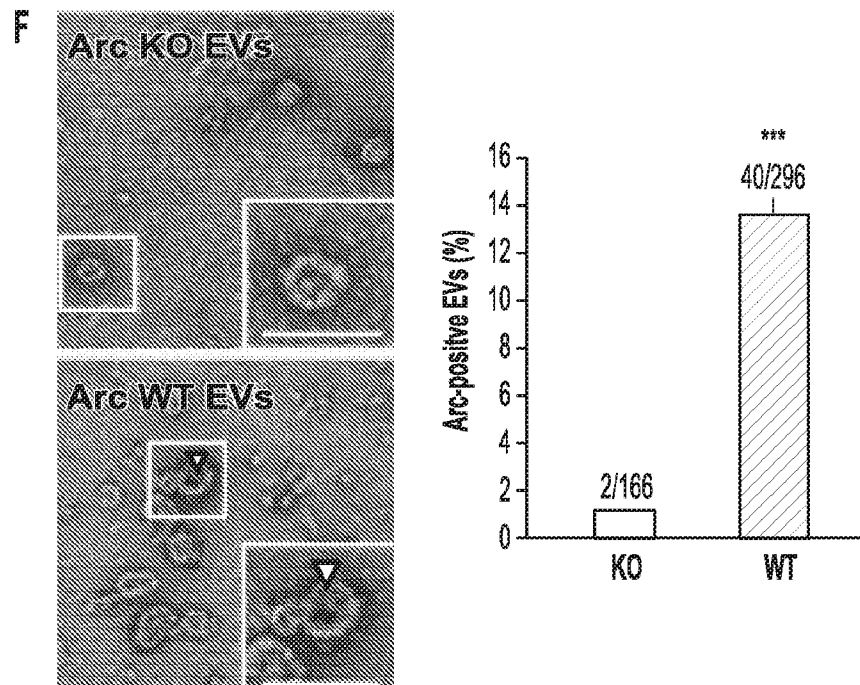 F
Arc KO EVs
Arc WT EVs
Arc-positve EVs (%)
16
14
12
10
8
6
4
2
0
***
40/296
2/166
KO
WT